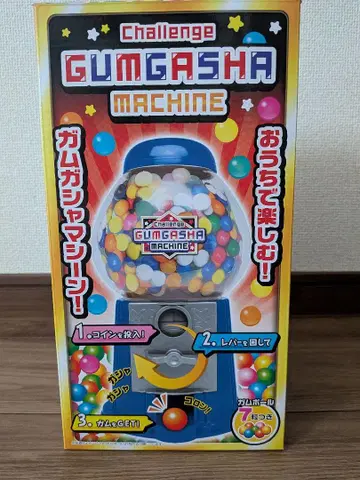 Challenge
GUMGASHA
MACHINE
おうちで楽しむ!
ガムガシャマシーン!
Challenge
GUMGASHA
MACHINE
1.コインを投入!
2.レバーを回して
ガシャ
ガシャ
コロン!
3.ガムをGET!
ガムボール
7粒つき